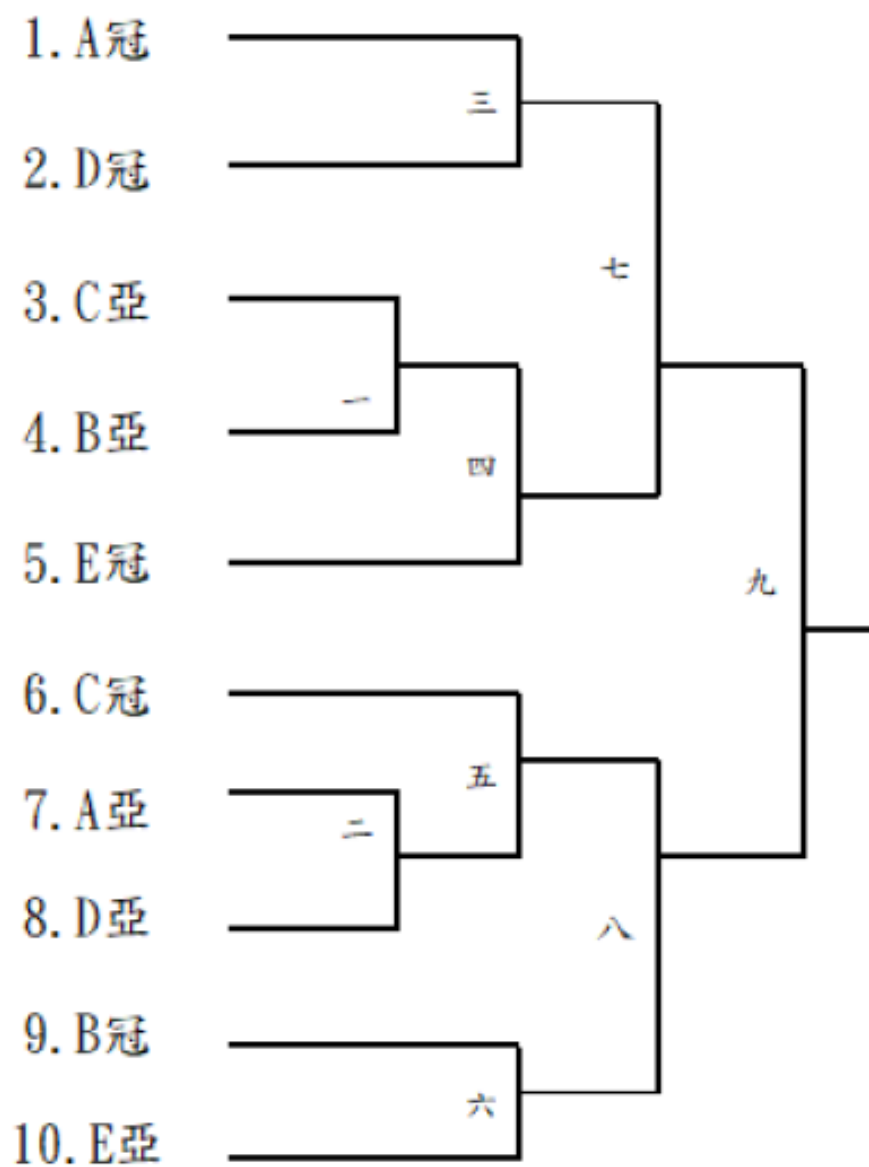 1.A冠
三
2.D冠
七
3.C亞
一
4.B亞
四
5.E冠
九
6.C冠
五
7.A亞
二
8.D亞
八
9.B冠
六
10.E亞